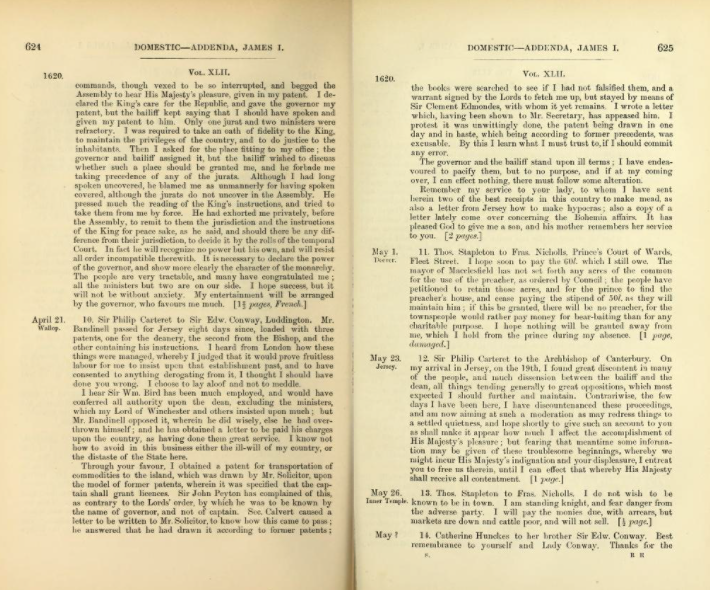 624
DOMESTIC—ADDENDA, JAMES I.
1620.
VOL. XLII.
commands, though vexed to be so interrupted, and begged the
Assembly to hear His Majesty's pleasure, given in my patent. I de-
clared the King's care for the Republic, and gave the governor my
patent, but the bailiff kept saying that I should have spoken and
given my patent to him. Only one jurat and two ministers were
refractory. I was required to take an oath of fidelity to the King,
to maintain the privileges of the country, and to do justice to the
inhabitants. Then I asked for the place fitting to my office; the
governor and bailiff assigned it, but the bailiff wished to discuss
whether such a place should be granted me, and he forbade me
taking precedence of any of the jurats. Although I had long
spoken uncovered, he blamed me as unmannerly for having spoken
covered, although the jurats do not uncover in the Assembly. He
pressed much the reading of the King's instructions, and tried to
take them from me by force. He had exhorted me privately, before
the Assembly, to remit to them the jurisdiction and the instructions
of the King for peace sake, as he said, and should there be any dif-
ference from their jurisdiction, to decide it by the rolls of the temporal
Court. In fact he will recognize no power but his own, and will resist
all order incompatible therewith. It is necessary to declare the power
of the governor, and show more clearly the character of the monarchy.
The people are very tractable, and many have congratulated me;
all the ministers but two are on our side. I hope success, but it
will not be without anxiety. My entertainment will be arranged
by the governor, who favours me much. [1½ pages, French.]
April 21.
Wallop.
10. Sir Philip Carteret to Sir Edw. Conway, Luddington. Mr.
Bandinell passed for Jersey eight days since, loaded with three
patents, one for the deanery, the second from the Bishop, and the
other containing his instructions. I heard from London how these
things were managed, whereby I judged that it would prove fruitless
labour for me to insist upon that establishment past, and to have
consented to anything derogating from it, I thought I should have
done you wrong. I choose to lay aloof and not to meddle.
I hear Sir Wm. Bird has been much employed, and would have
conferred all authority upon the dean, excluding the ministers,
which my Lord of Winchester and others insisted upon much; but
Mr. Bandinell opposed it, wherein he did wisely, else he had over-
thrown himself; and he has obtained a letter to be paid his charges
upon the country, as having done them great service. I know not
how to avoid in this business either the ill-will of my country, or
the distaste of the State here.
Through your favour, I obtained a patent for transportation of
commodities to the island, which was drawn by Mr. Solicitor, upon
the model of former patents, wherein it was specified that the cap-
tain shall grant licences. Sir John Peyton has complained of this,
as contrary to the Lords' order, by which he was to be known by
the name of governor, and not of captain. Sec. Calvert caused a
letter to be written to Mr. Solicitor, to know how this came to pass;
he answered that he had drawn it according to former patents;
DOMESTIC—ADDENDA, JAMES I.
625
1620.
VOL. XLII.
the books were searched to see if I had not falsified them, and a
warrant signed by the Lords to fetch me up, but stayed by means of
Sir Clement Edmondes, with whom it yet remains. I wrote a letter
which, having been shown to Mr. Secretary, has appeased him. I
protest it was unwittingly done, the patent being drawn in one
day and in haste, which being according to former precedents, was
excusable. By this I learn what I must trust to, if I should commit
any error.
The governor and the bailiff stand upon ill terms; I have endea-
voured to pacify them, but to no purpose, and if at my coming
over, I can effect nothing, there must follow some alteration.
Remember my service to your lady, to whom I have sent
herein two of the best receipts in this country to make mead, as
also a letter from Jersey how to make hypocras; also a copy of a
letter lately come over concerning the Bohemia affairs. It has
pleased God to give me a son, and his mother remembers her service
to you. [2 pages.]
May 1.
Dorset.
11. Thos. Stapleton to Fras. Nicholls, Prince's Court of Wards,
Fleet Street. I hope soon to pay the 60l. which I still owe. The
mayor of Macclesfield has not set forth any acres of the common
for the use of the preacher, as ordered by Council; the people have
petitioned to retain those acres, and for the prince to find the
preacher's house, and cease paying the stipend of 50l. as they will
maintain him; if this be granted, there will be no preacher, for the
townspeople would rather pay money for bear-baiting than for any
charitable purpose. I hope nothing will be granted away from
me, which I hold from the prince during my absence. [1 page,
damaged.]
May 23.
Jersey.
12. Sir Philip Carteret to the Archbishop of Canterbury. On
my arrival in Jersey, on the 19th, I found great discontent in many
of the people, and much dissension between the bailiff and the
dean, all things tending generally to great oppositions, which most
expected I should further and maintain. Contrariwise, the few
days I have been here, I have discountenanced these proceedings,
and am now aiming at such a moderation as may redress things to
a settled quietness, and hope shortly to give such an account to you
as shall make it appear how much I affect the accomplishment of
His Majesty's pleasure; but fearing that meantime some informa-
tion may be given of these troublesome beginnings, whereby we
might incur His Majesty's indignation and your displeasure, I entreat
you to free us therein, until I can effect that whereby His Majesty
shall receive all contentment. [1 page.]
May 26.
Inner Temple.
13. Thos. Stapleton to Fras. Nicholls. I do not wish to be
known to be in town. I am standing knight, and fear danger from
the adverse party. I will pay the monies due, with arrears, but
markets are down and cattle poor, and will not sell. [½ page.]
May ?
14. Catherine Hunckes to her brother Sir Edw. Conway. Best
remembrance to yourself and Lady Conway. Thanks for the
R R